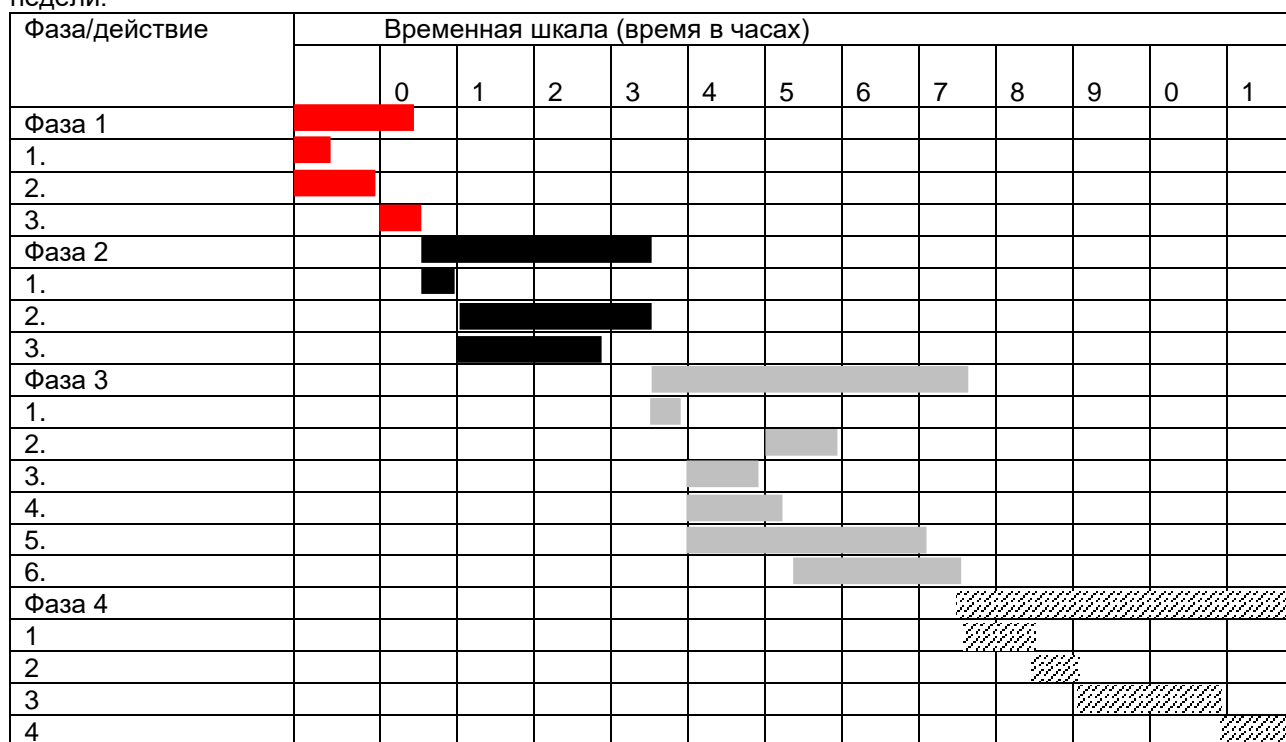 недели.
Фаза/действие Временная шкала (время в часах)
0 1 2 3 4 5 6 7 8 9 0 1
Фаза 1
1.
2.
3.
Фаза 2
1.
2.
3.
Фаза 3
1.
2.
3.
4.
5.
6.
Фаза 4
1
2
3
4